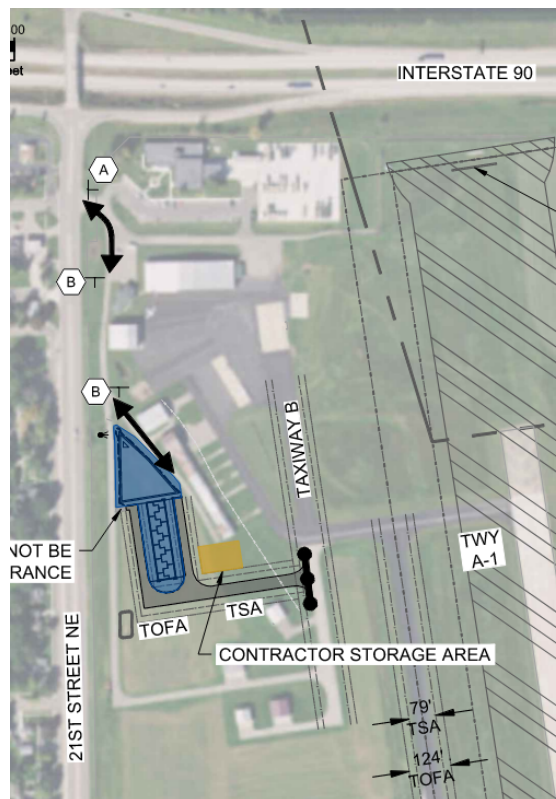 00
et
INTERSTATE 90
A
B
B
TAXIWAY B
TWY
A-1
NOT BE
RANCE
TSA
TOFA
CONTRACTOR STORAGE AREA
21ST STREET NE
79'
TSA
124'
TOFA